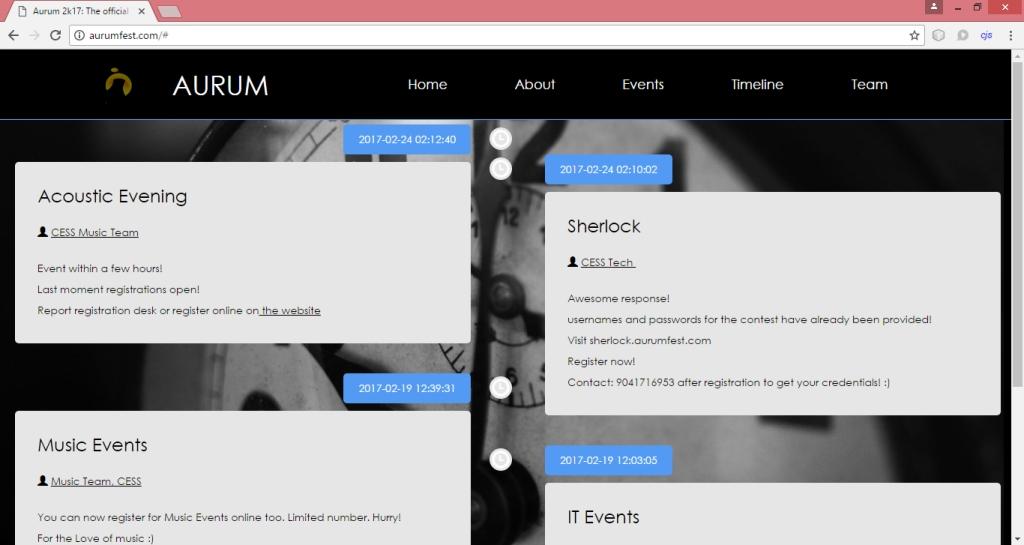 Aurum 2k17: The official
aurumfest.com/#
cjs
AURUM
Home
About
Events
Timeline
Team
2017-02-24 02:12:40
Acoustic Evening
CESS Music Team
Event within a few hours!
Last moment registrations open!
Report registration desk or register online on the website
2017-02-24 02:10:02
Sherlock
CESS Tech
Awesome response!
usernames and passwords for the contest have already been provided!
Visit sherlock.aurumfest.com
Register now!
Contact: 9041716953 after registration to get your credentials! :)
2017-02-19 12:39:31
Music Events
Music Team, CESS
You can now register for Music Events online too. Limited number. Hurry!
For the Love of music :)
2017-02-19 12:03:05
IT Events
12
2